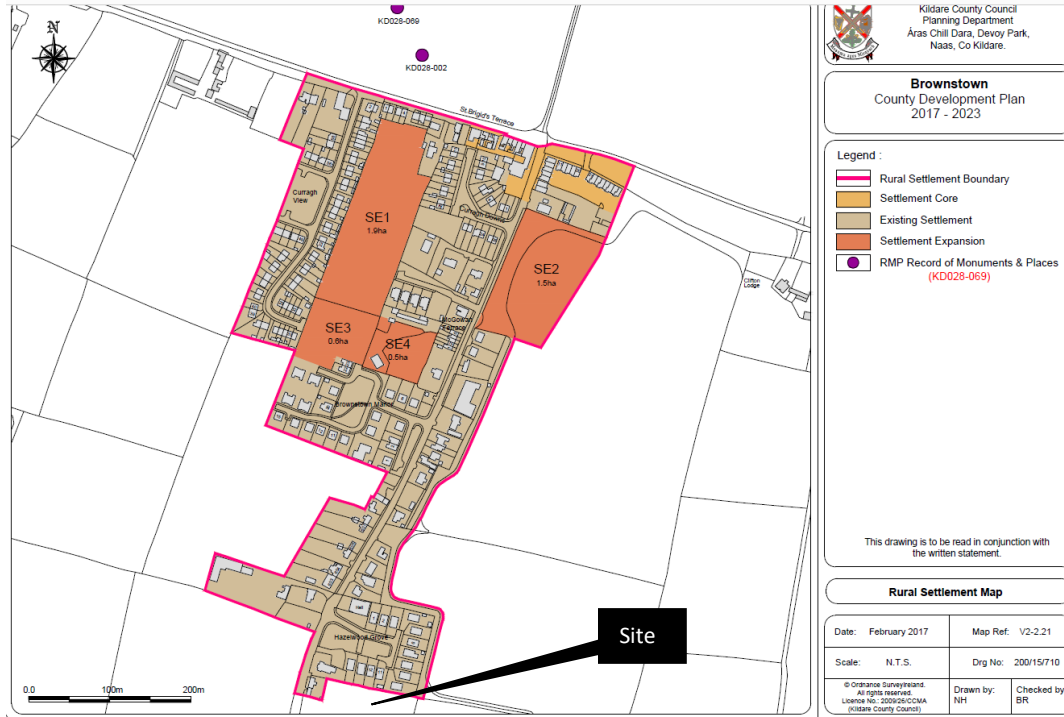 N
KD028-069
KD028-002
St.Brigid's Terrace
Curragh
View
SE1
1.9ha
Curragh Downs
SE2
1.5ha
Clifton
Lodge
McGowan
Terrace
SE3
0.6ha
SE4
0.5ha
Brownstown Manor
Hall
Hazelwood Grove
Site
0.0 100m 200m
Kildare County Council
Planning Department
Áras Chill Dara, Devoy Park,
Naas, Co Kildare.
Brownstown
County Development Plan
2017 - 2023
Legend :
Rural Settlement Boundary
Settlement Core
Existing Settlement
Settlement Expansion
RMP Record of Monuments & Places
(KD028-069)
This drawing is to be read in conjunction with
the written statement.
Rural Settlement Map
Date: February 2017
Map Ref: V2-2.21
Scale: N.T.S.
Drg No: 200/15/710
© Ordnance SurveyIreland.
All rights reserved.
Licence No.: 2009/26/CCMA
(Kildare County Council)
Drawn by:
NH
Checked by
BR